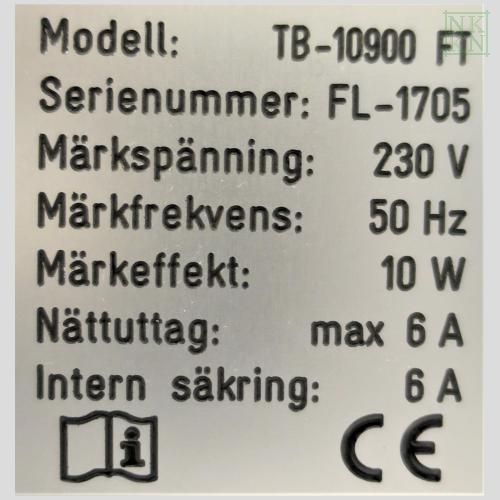 Modell: TB-10900 FT
Serienummer: FL-1705
Märkspänning: 230 V
Märkfrekvens: 50 Hz
Märkeffekt: 10 W
Nättuttag: max 6 A
Intern säkring: 6 A
i CE